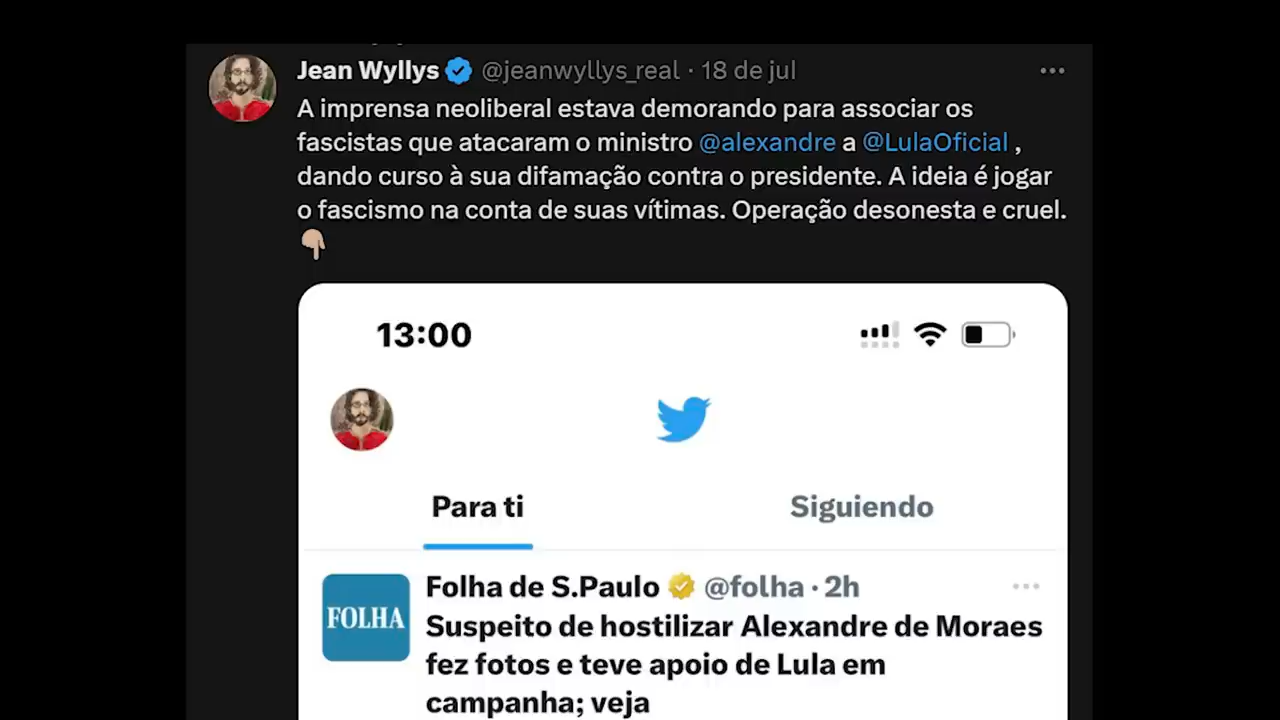 Jean Wyllys @jeanwyllys_real · 18 de jul
A imprensa neoliberal estava demorando para associar os
fascistas que atacaram o ministro @alexandre a @LulaOficial ,
dando curso à sua difamação contra o presidente. A ideia é jogar
o fascismo na conta de suas vítimas. Operação desonesta e cruel.
13:00
Para ti
Siguiendo
FOLHA
Folha de S.Paulo @folha · 2h
Suspeito de hostilizar Alexandre de Moraes
fez fotos e teve apoio de Lula em
campanha; veja